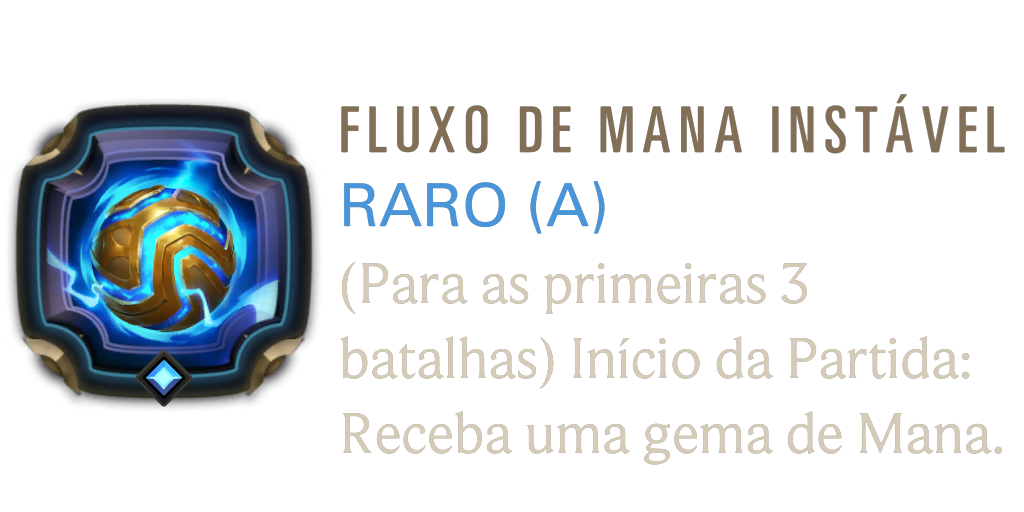 FLUXO DE MANA INSTÁVEL
RARO (A)
(Para as primeiras 3
batalhas) Início da Partida:
Receba uma gema de Mana.